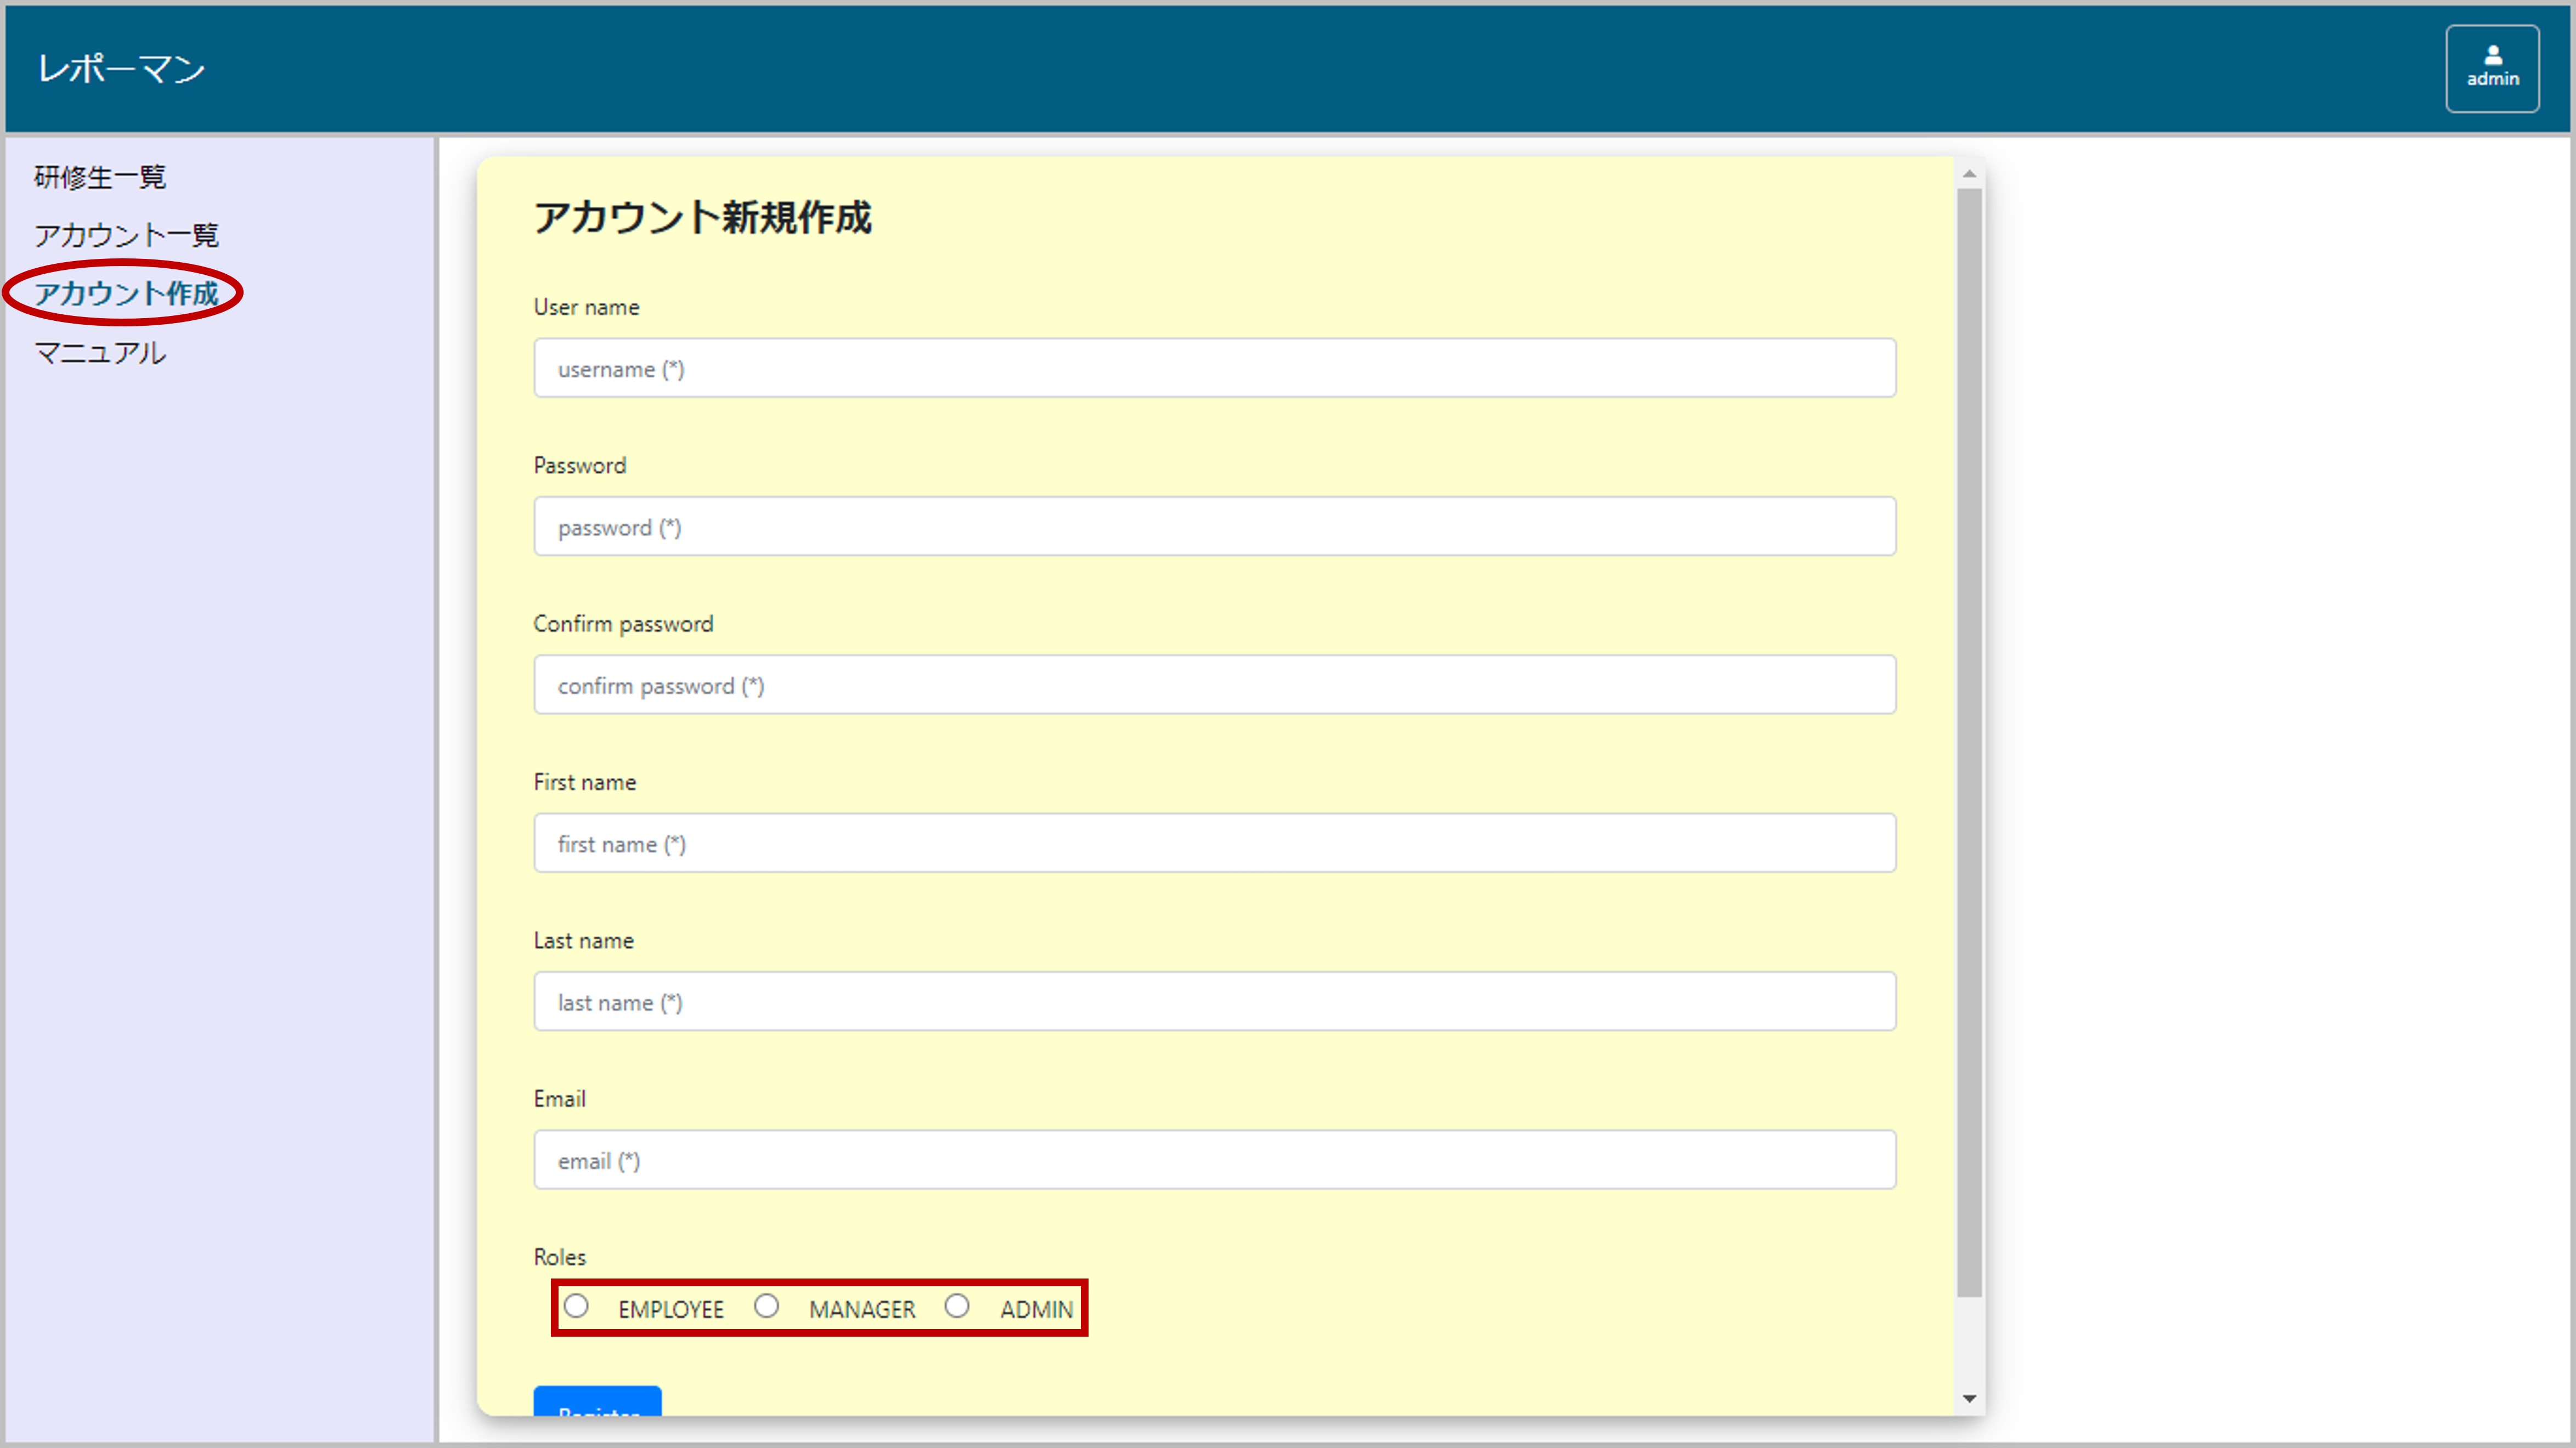 レポーマン
admin
研修生一覧
アカウント一覧
アカウント作成
マニュアル
アカウント新規作成
User name
username (*)
Password
password (*)
Confirm password
confirm password (*)
First name
first name (*)
Last name
last name (*)
Email
email (*)
Roles
EMPLOYEE MANAGER ADMIN
Register